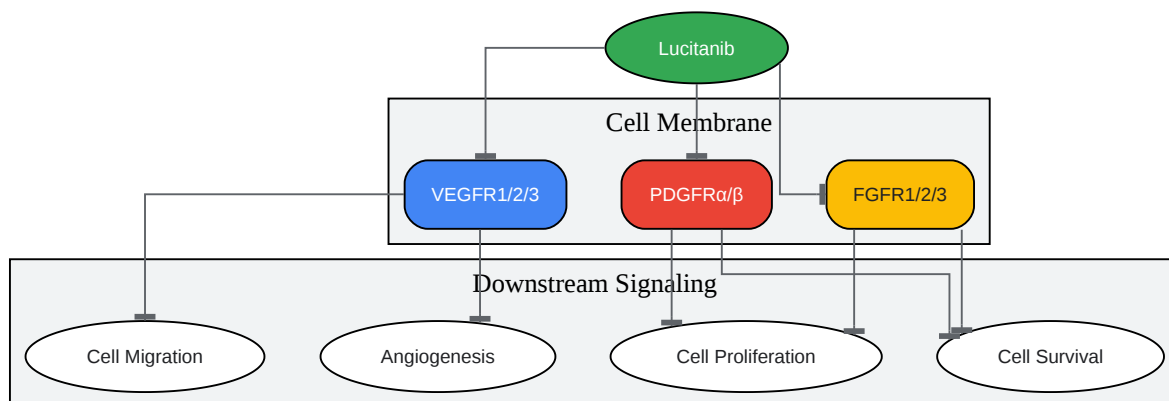 Lucitanib
Cell Membrane
VEGFR1/2/3
PDGFRα/β
FGFR1/2/3
Downstream Signaling
Cell Migration
Angiogenesis
Cell Proliferation
Cell Survival